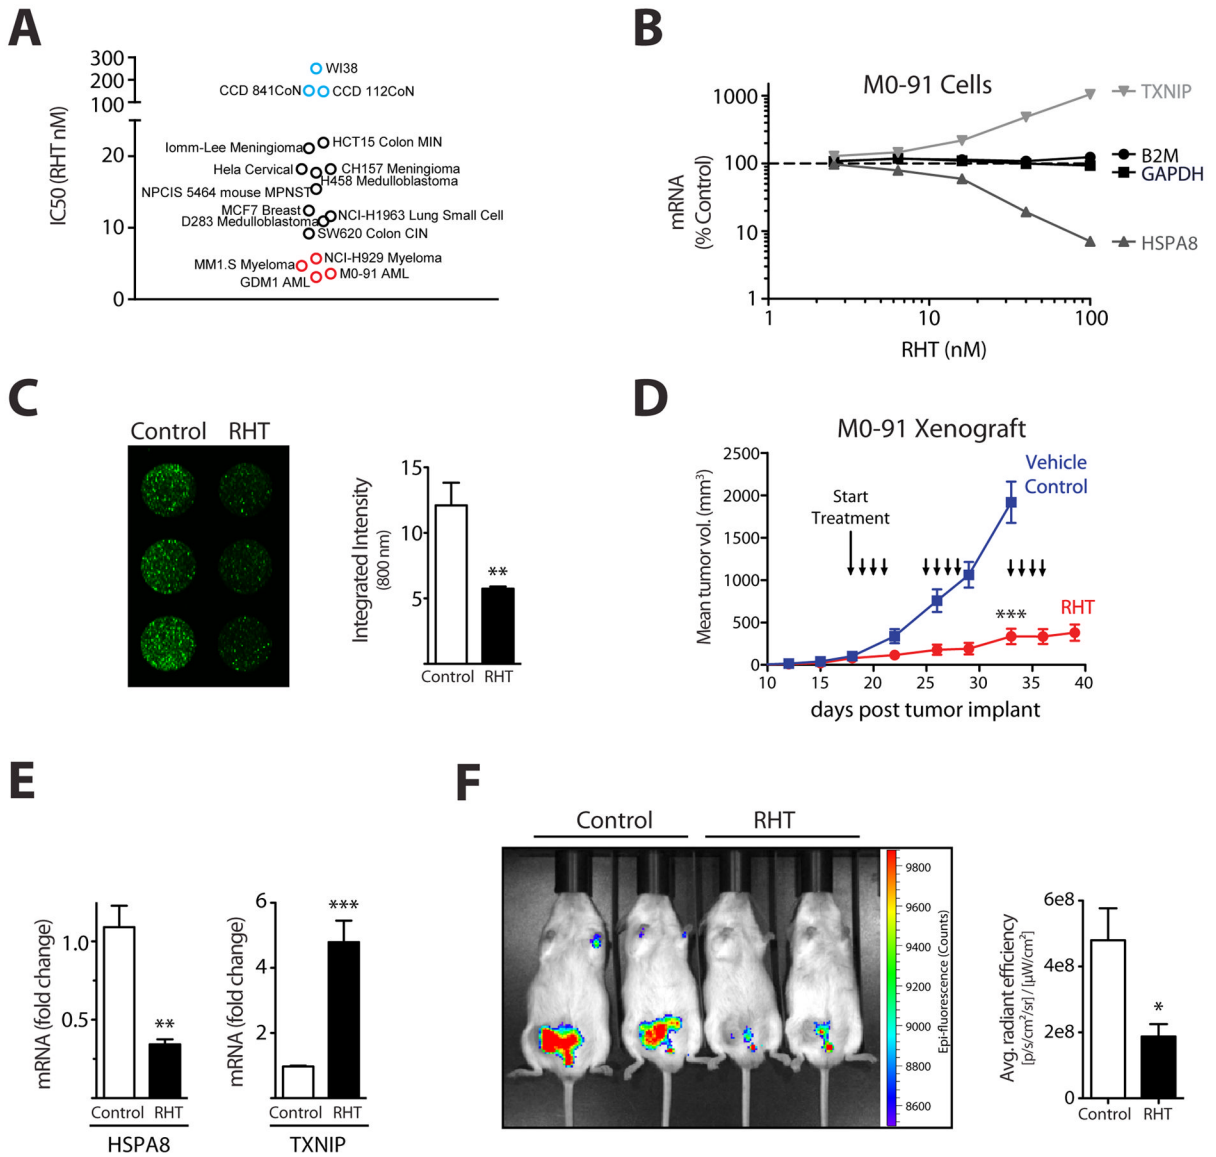 A
IC50 (RHT nM)
300
200
100
20
10
0
WI38
CCD 841CoN
CCD 112CoN
HCT15 Colon MIN
Iomm-Lee Meningioma
Hela Cervical
CH157 Meningioma
H458 Medulloblastoma
NPCIS 5464 mouse MPNST
MCF7 Breast
NCI-H1963 Lung Small Cell
D283 Medulloblastoma
SW620 Colon CIN
NCI-H929 Myeloma
MM1.S Myeloma
M0-91 AML
GDM1 AML
B
M0-91 Cells
mRNA
(% Control)
1000
100
10
1
1
10
100
RHT (nM)
TXNIP
B2M
GAPDH
HSPA8
C
Control RHT
Integrated Intensity
(800 nm)
15
10
5
**
Control RHT
D
M0-91 Xenograft
Mean tumor vol. (mm³)
2500
2000
1500
1000
500
0
Vehicle
Control
Start
Treatment
***
RHT
10 15 20 25 30 35 40
days post tumor implant
E
mRNA (fold change)
1.0
0.5
**
Control RHT
HSPA8
mRNA (fold change)
6
4
2
***
Control RHT
TXNIP
F
Control RHT
9800
9600
9400
9200
9000
8800
8600
Epi-fluorescence (Counts)
Avg. radiant efficiency
[p/s/cm²/sr] / [µW/cm²]
6e8
4e8
2e8
0
*
Control RHT